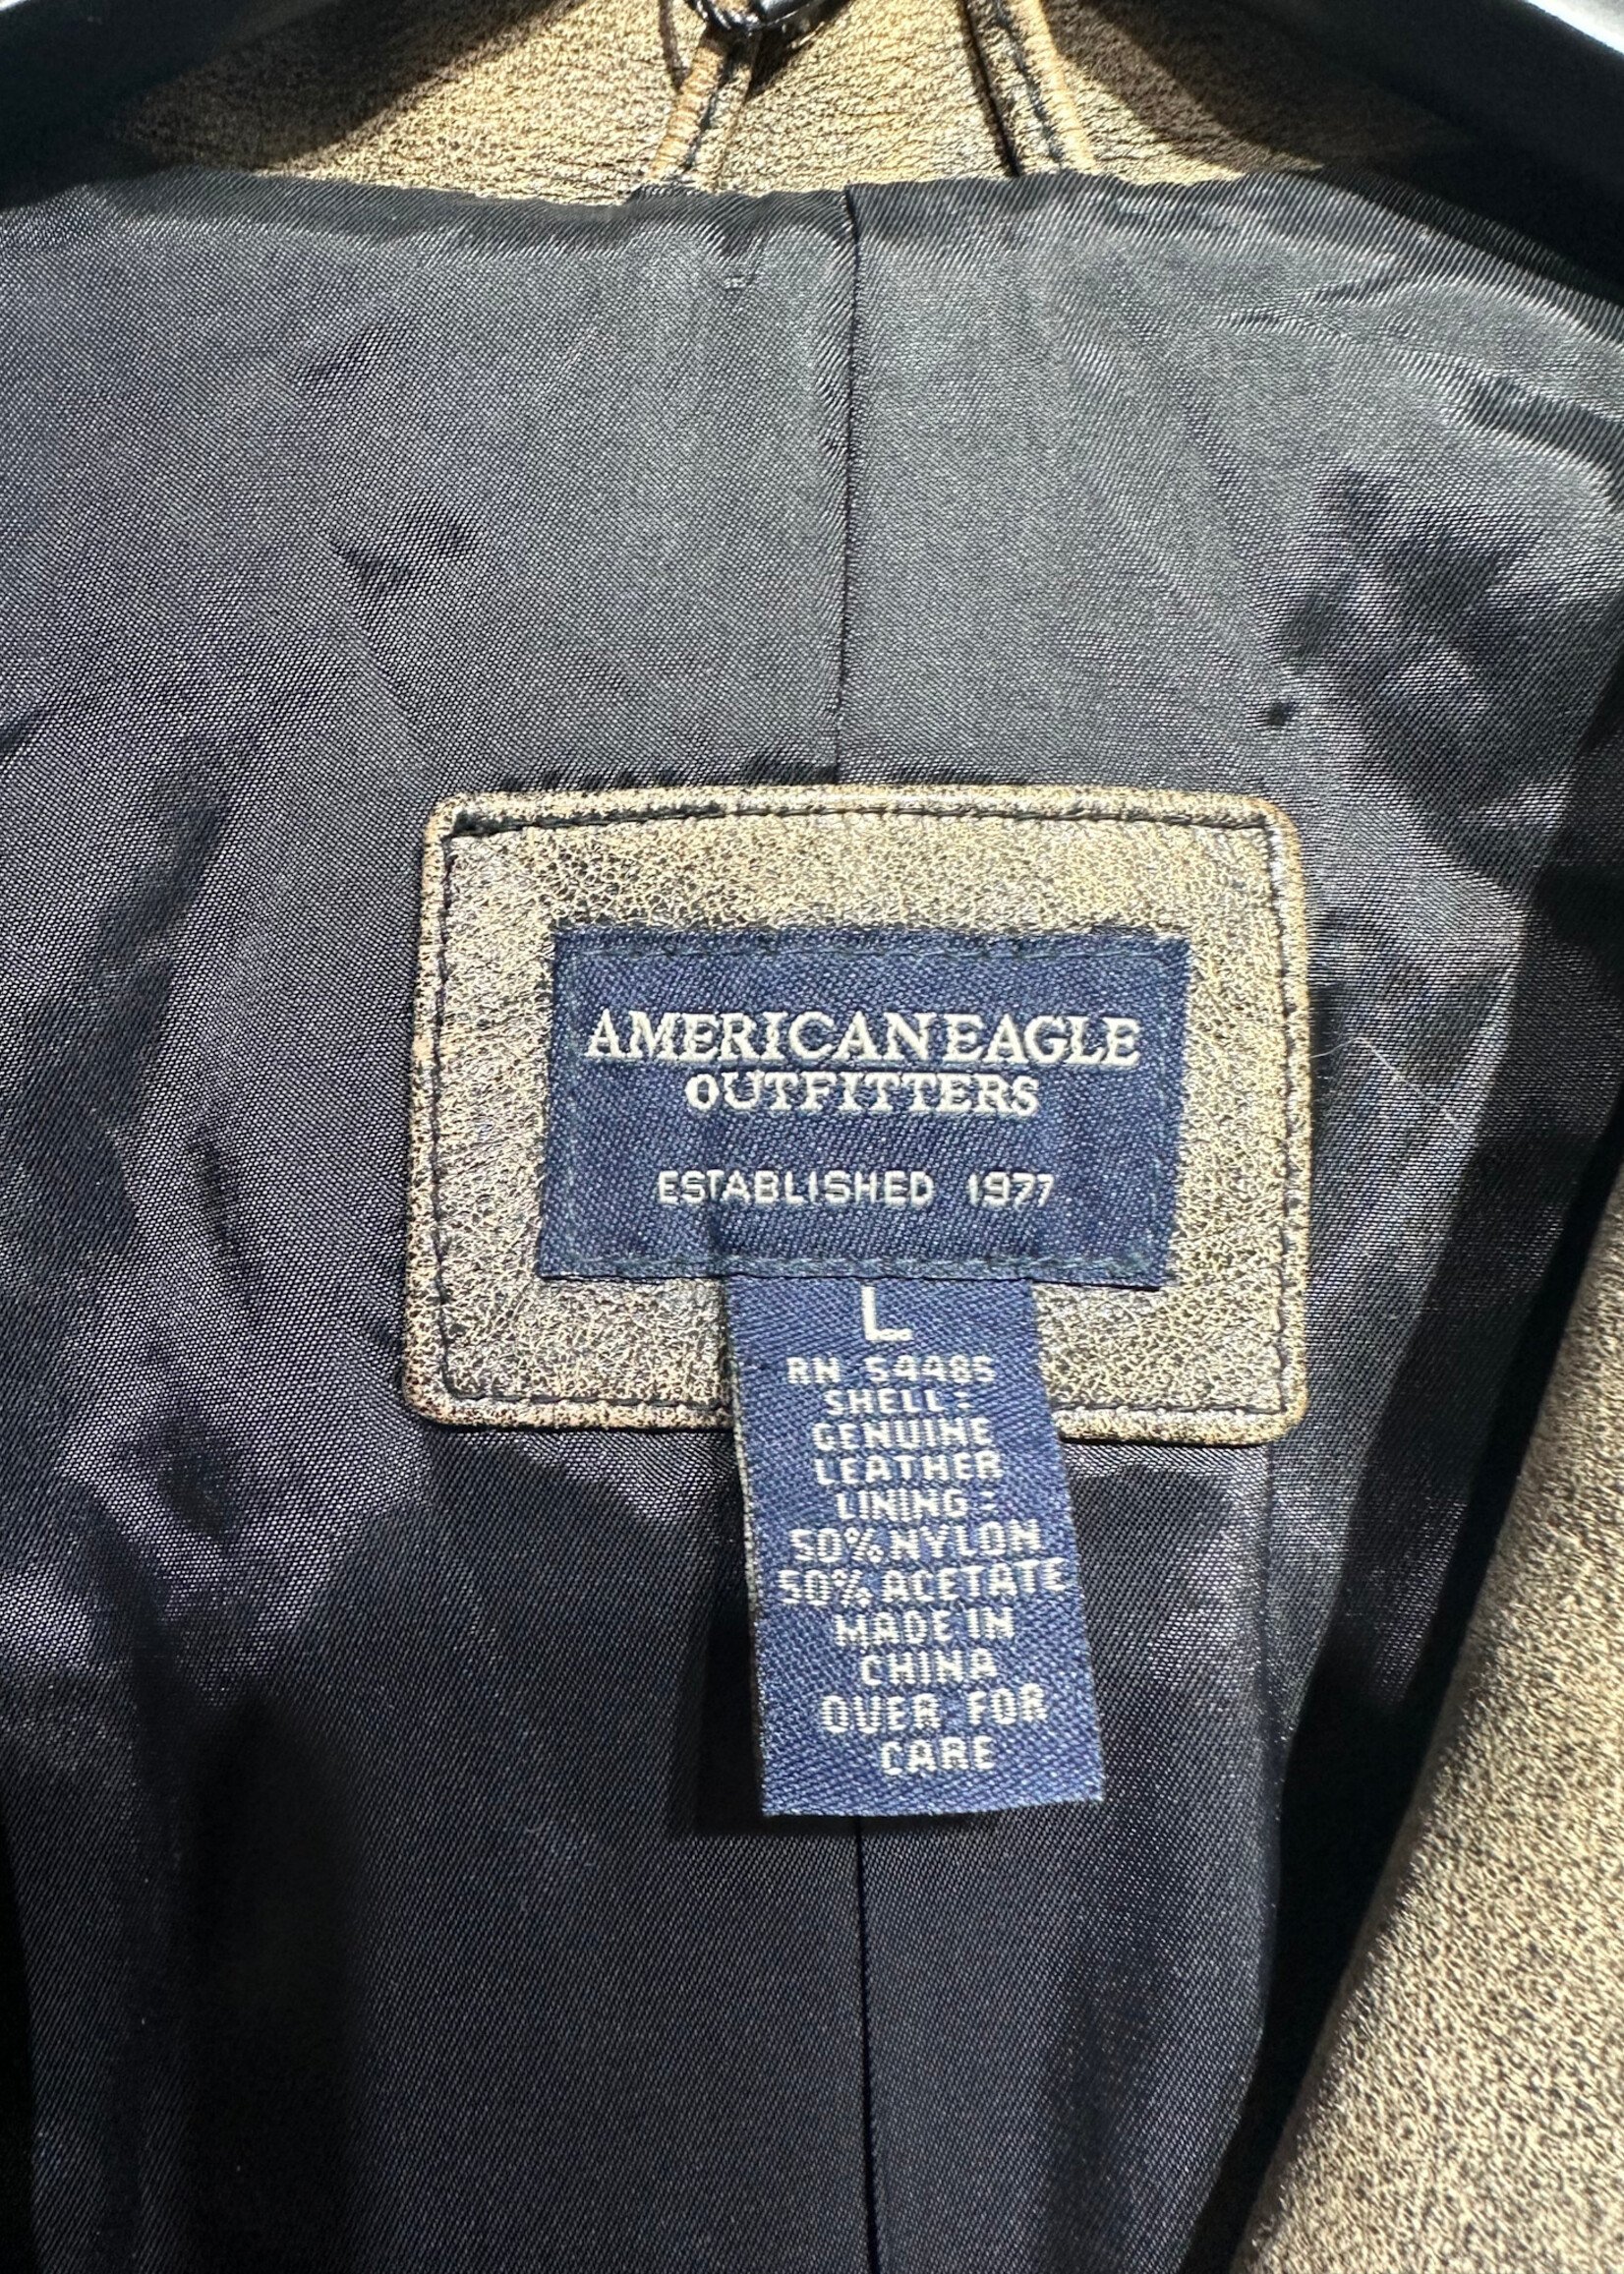 AMERICAN EAGLE
OUTFITTERS
ESTABLISHED 1977
L
RN 54485
SHELL:
GENUINE
LEATHER
LINING:
50% NYLON
50% ACETATE
MADE IN
CHINA
OVER FOR
CARE